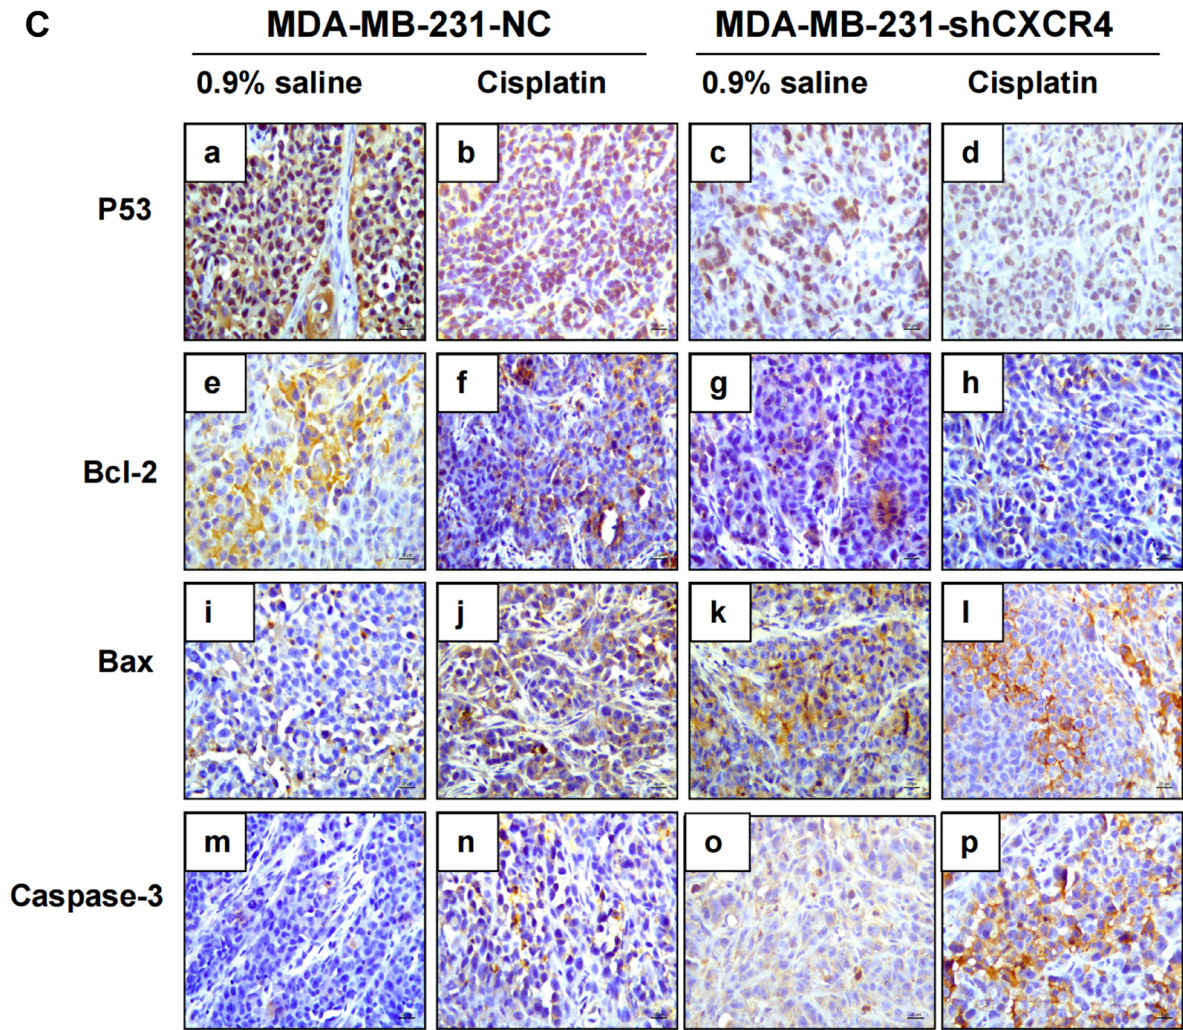 C
MDA-MB-231-NC MDA-MB-231-shCXCR4
0.9% saline Cisplatin 0.9% saline Cisplatin
P53 a b c d
Bcl-2 e f g h
Bax i j k l
Caspase-3 m n o p